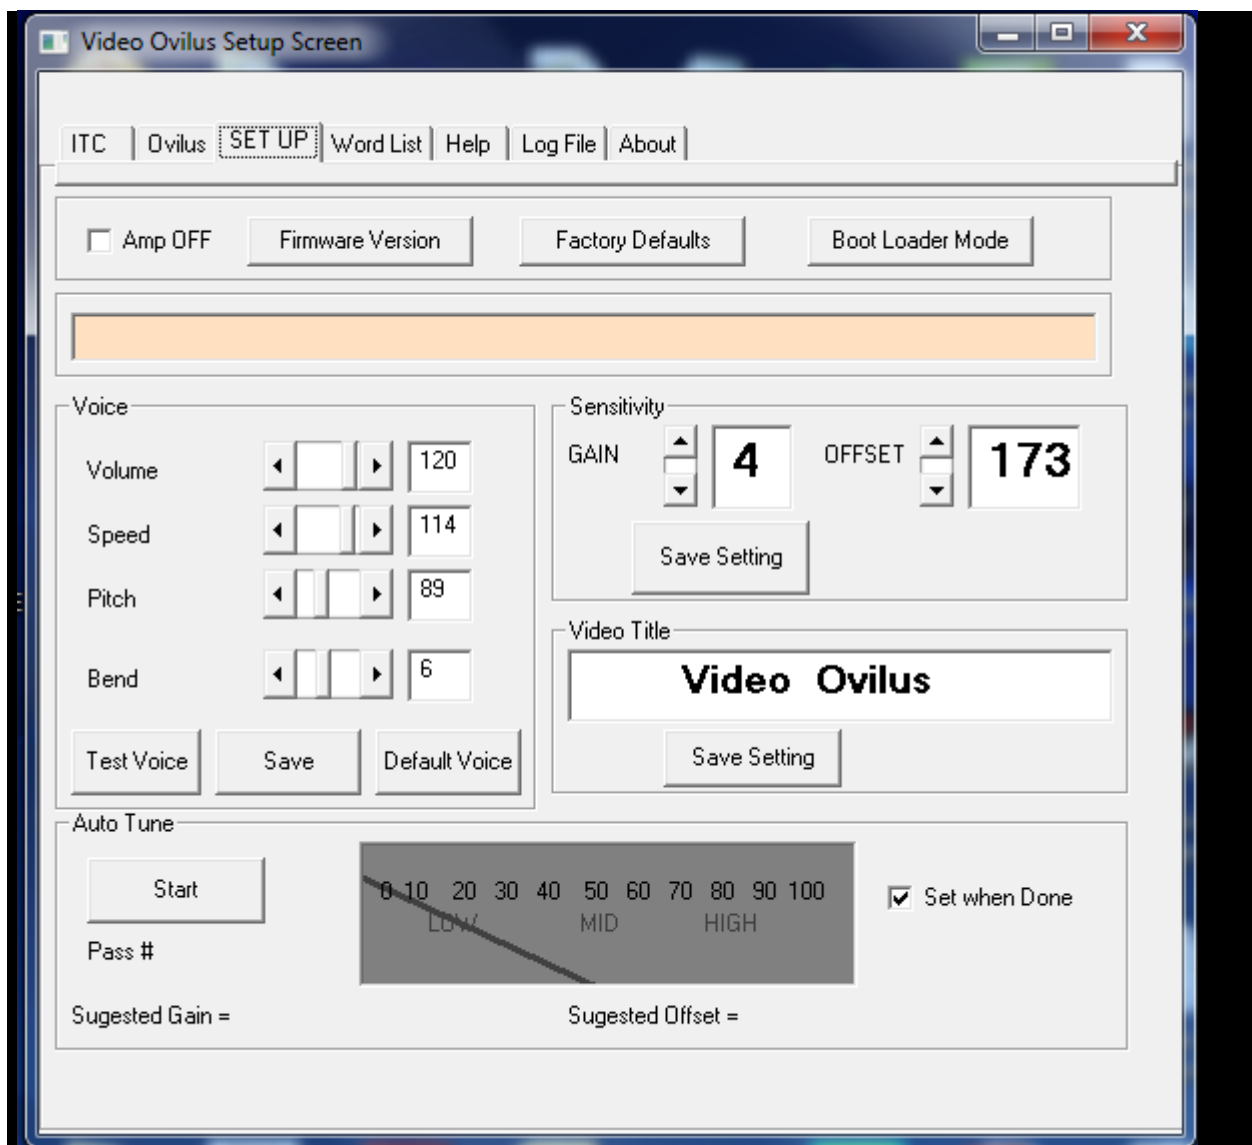 Video Ovilus Setup Screen
ITC Ovilus SET UP Word List Help Log File About
Amp OFF Firmware Version Factory Defaults Boot Loader Mode
Voice
Volume 120
Speed 114
Pitch 89
Bend 6
Test Voice Save Default Voice
Sensitivity
GAIN 4 OFFSET 173
Save Setting
Video Title
Video Ovilus
Save Setting
Auto Tune
Start
Pass #
0 10 20 30 40 50 60 70 80 90 100
LOW MID HIGH
Set when Done
Sugested Gain = Sugested Offset =